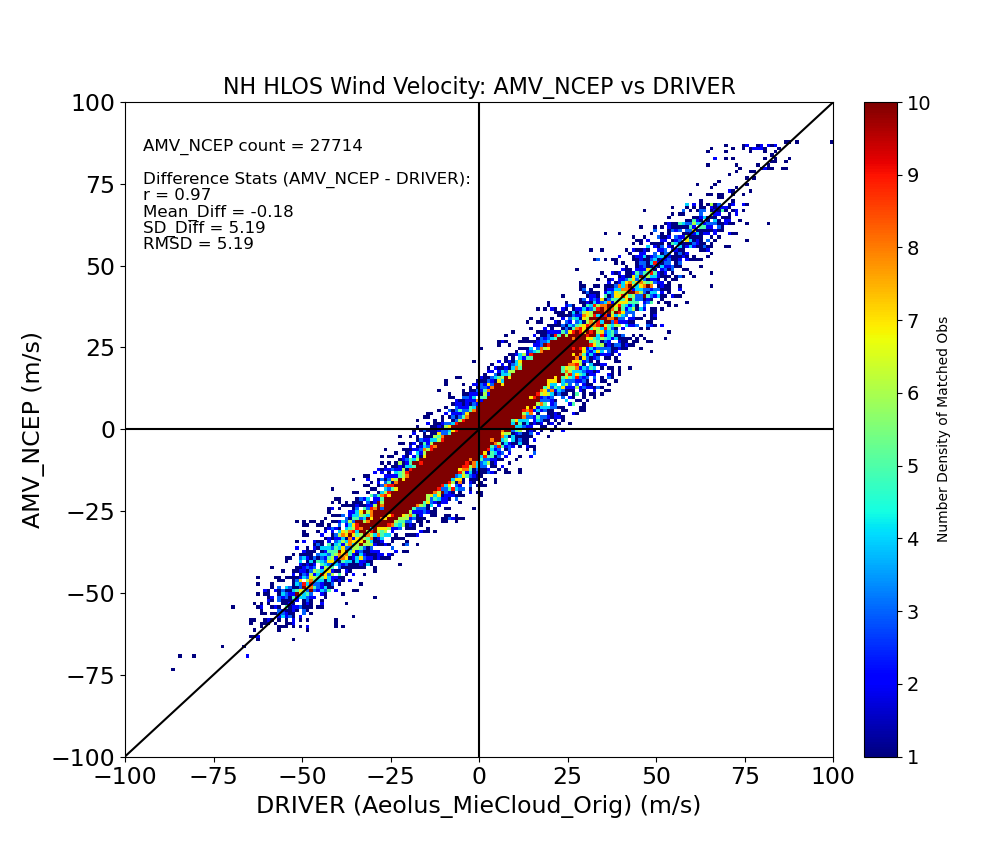 NH HLOS Wind Velocity: AMV_NCEP vs DRIVER
AMV_NCEP count = 27714
Difference Stats (AMV_NCEP - DRIVER):
r = 0.97
Mean_Diff = -0.18
SD_Diff = 5.19
RMSD = 5.19
AMV_NCEP (m/s)
100
75
50
25
0
−25
−50
−75
−100
−100 −75 −50 −25 0 25 50 75 100
DRIVER (Aeolus_MieCloud_Orig) (m/s)
10
9
8
7
6
5
4
3
2
1
Number Density of Matched Obs